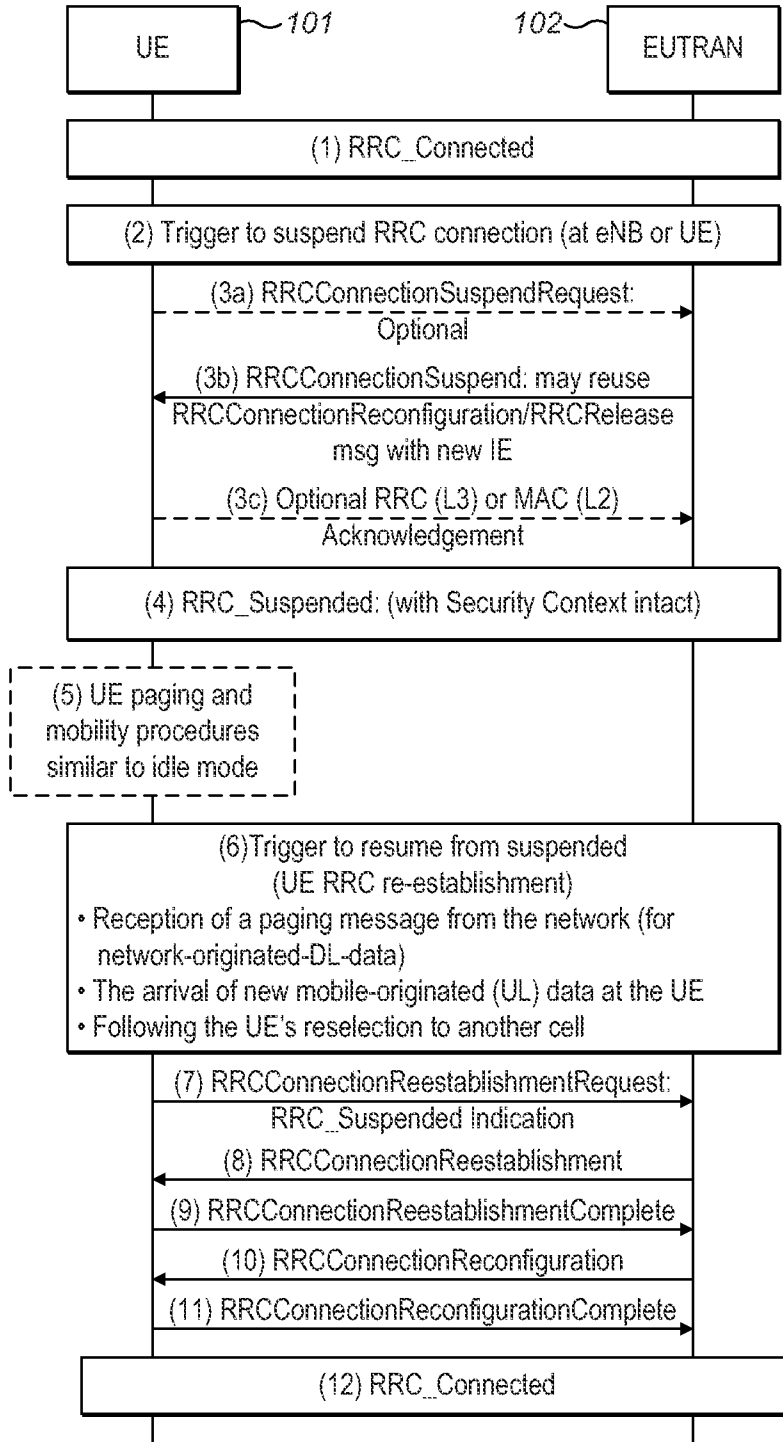 101
102
UE
EUTRAN
(1) RRC_Connected
(2) Trigger to suspend RRC connection (at eNB or UE)
(3a) RRCConnectionSuspendRequest:
Optional
(3b) RRCConnectionSuspend: may reuse
RRCConnectionReconfiguration/RRCRelease
msg with new IE
(3c) Optional RRC (L3) or MAC (L2)
Acknowledgement
(4) RRC_Suspended: (with Security Context intact)
(5) UE paging and
mobility procedures
similar to idle mode
(6)Trigger to resume from suspended
(UE RRC re-establishment)
• Reception of a paging message from the network (for
network-originated-DL-data)
• The arrival of new mobile-originated (UL) data at the UE
• Following the UE's reselection to another cell
(7) RRCConnectionReestablishmentRequest:
RRC_Suspended Indication
(8) RRCConnectionReestablishment
(9) RRCConnectionReestablishmentComplete
(10) RRCConnectionReconfiguration
(11) RRCConnectionReconfigurationComplete
(12) RRC_Connected